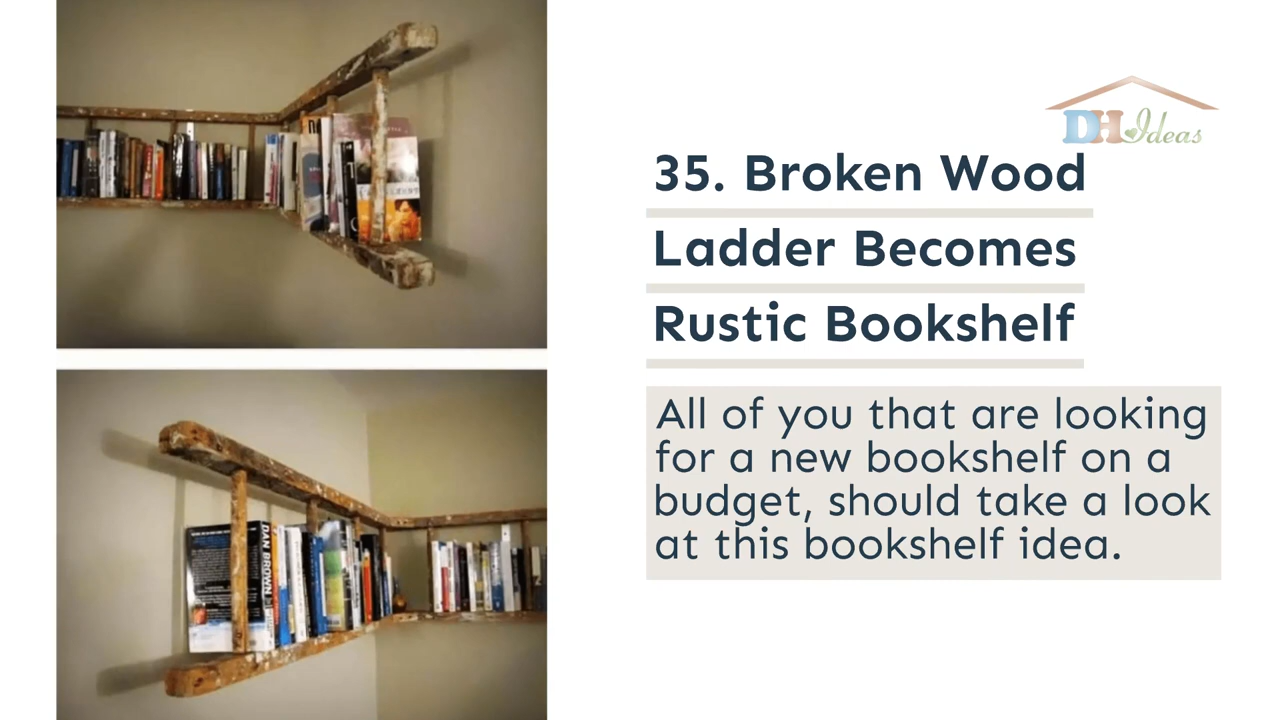 DH Ideas
35. Broken Wood
Ladder Becomes
Rustic Bookshelf
All of you that are looking
for a new bookshelf on a
budget, should take a look
at this bookshelf idea.
DAN BROWN